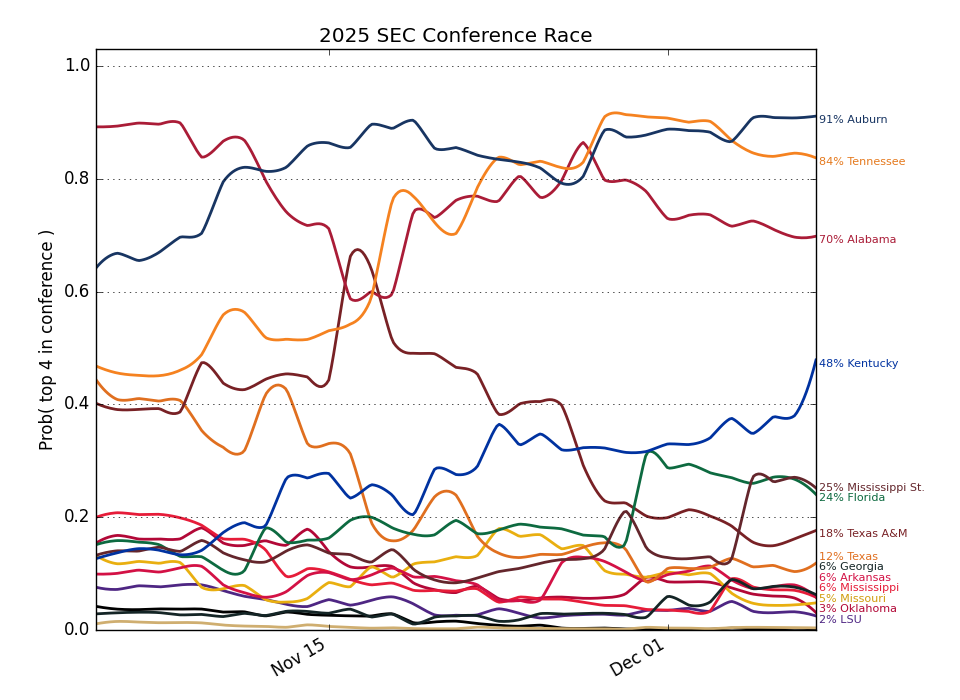 2025 SEC Conference Race
Prob( top 4 in conference )
1.0
0.8
0.6
0.4
0.2
0.0
Nov 15
Dec 01
91% Auburn
84% Tennessee
70% Alabama
48% Kentucky
25% Mississippi St.
24% Florida
18% Texas A&M
12% Texas
6% Georgia
6% Arkansas
6% Mississippi
5% Missouri
3% Oklahoma
2% LSU